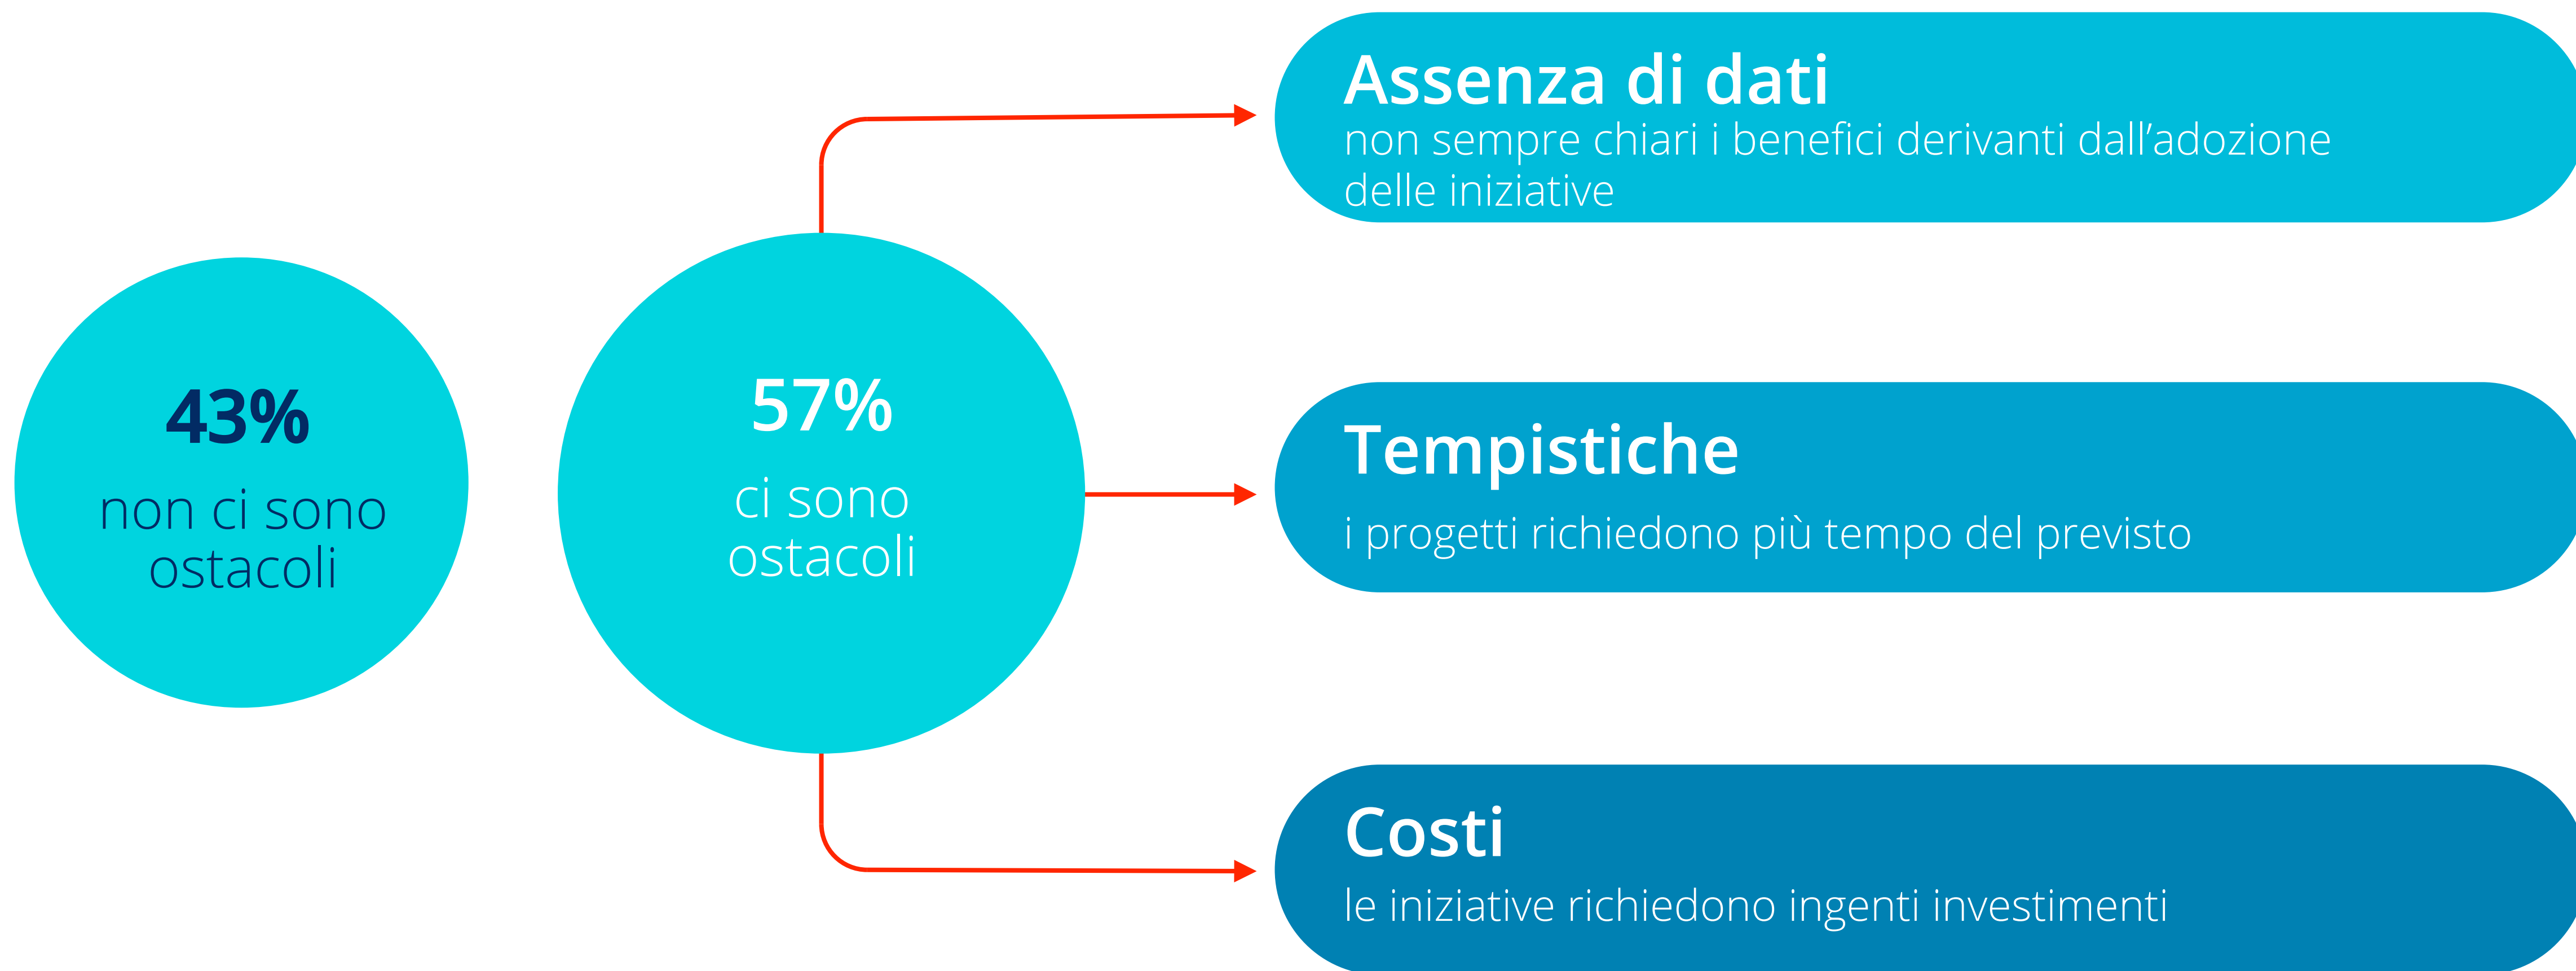 43%
non ci sono
ostacoli
57%
ci sono
ostacoli
Assenza di dati
non sempre chiari i benefici derivanti dall’adozione
delle iniziative
Tempistiche
i progetti richiedono più tempo del previsto
Costi
le iniziative richiedono ingenti investimenti